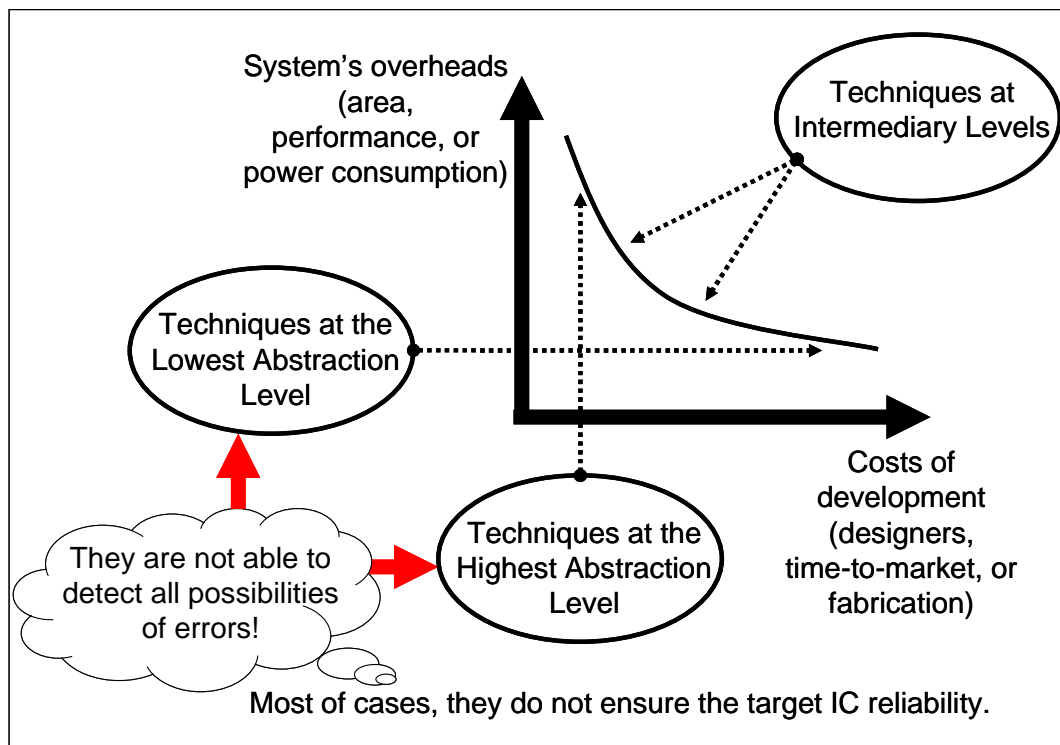 System's overheads
(area,
performance, or
power consumption)
Techniques at
Intermediary Levels
Techniques at the
Lowest Abstraction
Level
Costs of
development
(designers,
time-to-market, or
fabrication)
Techniques at the
Highest Abstraction
Level
They are not able to
detect all possibilities
of errors!
Most of cases, they do not ensure the target IC reliability.